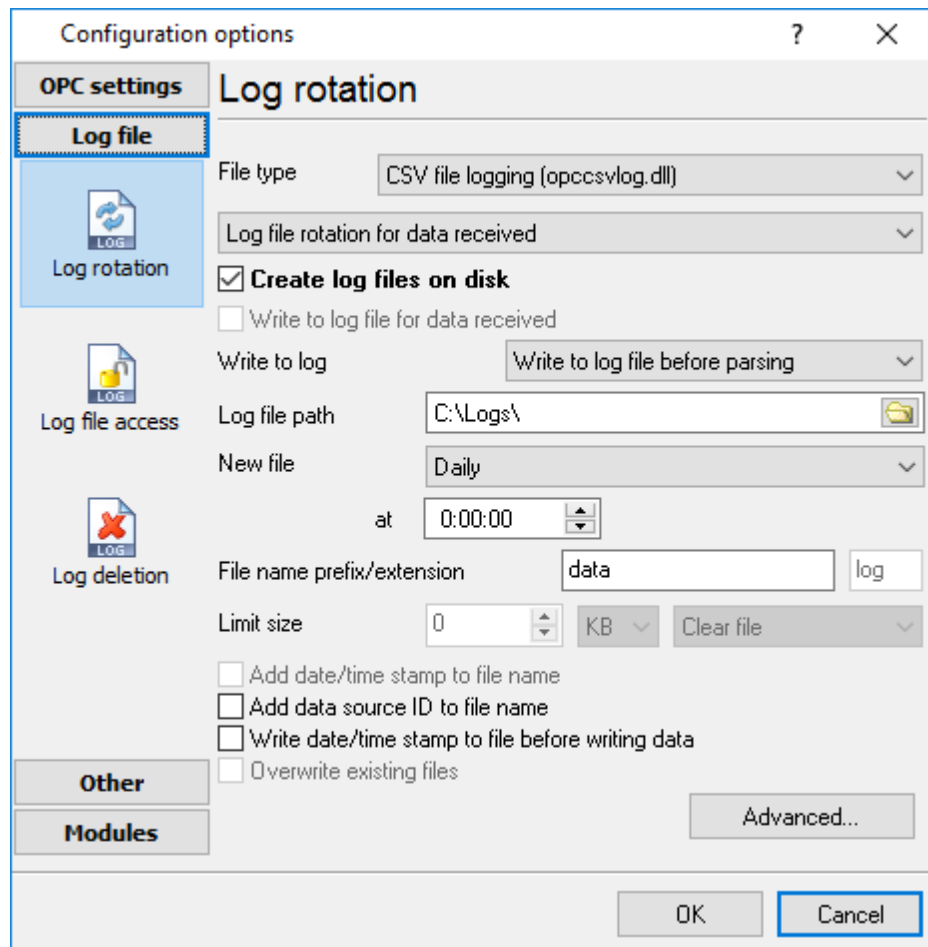 Configuration options ? ×
OPC settings
Log file
LOG
Log rotation
LOG
Log file access
LOG
Log deletion
Other
Modules
Log rotation
File type CSV file logging (opccsvlog.dll)
Log file rotation for data received
Create log files on disk
Write to log file for data received
Write to log Write to log file before parsing
Log file path C:\Logs\
New file Daily
at 0:00:00
File name prefix/extension data log
Limit size 0 KB Clear file
Add date/time stamp to file name
Add data source ID to file name
Write date/time stamp to file before writing data
Overwrite existing files
Advanced...
OK Cancel